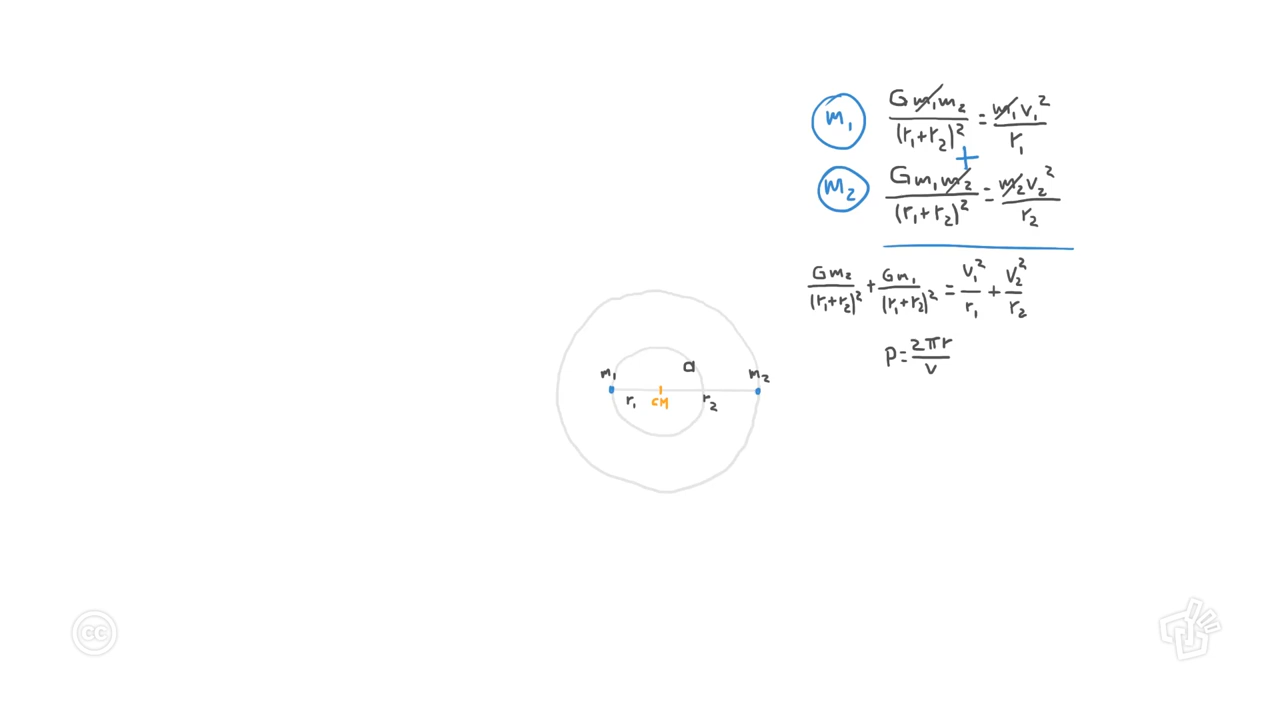 m₁ Gm₁m₂/(r₁+r₂)² = m₁v₁²/r₁
+
m₂ Gm₁m₂/(r₁+r₂)² = m₂v₂²/r₂
Gm₂/(r₁+r₂)² + Gm₁/(r₁+r₂)² = v₁²/r₁ + v₂²/r₂
P = 2πr/v
a
m₁ m₂
r₁ CM r₂
cc